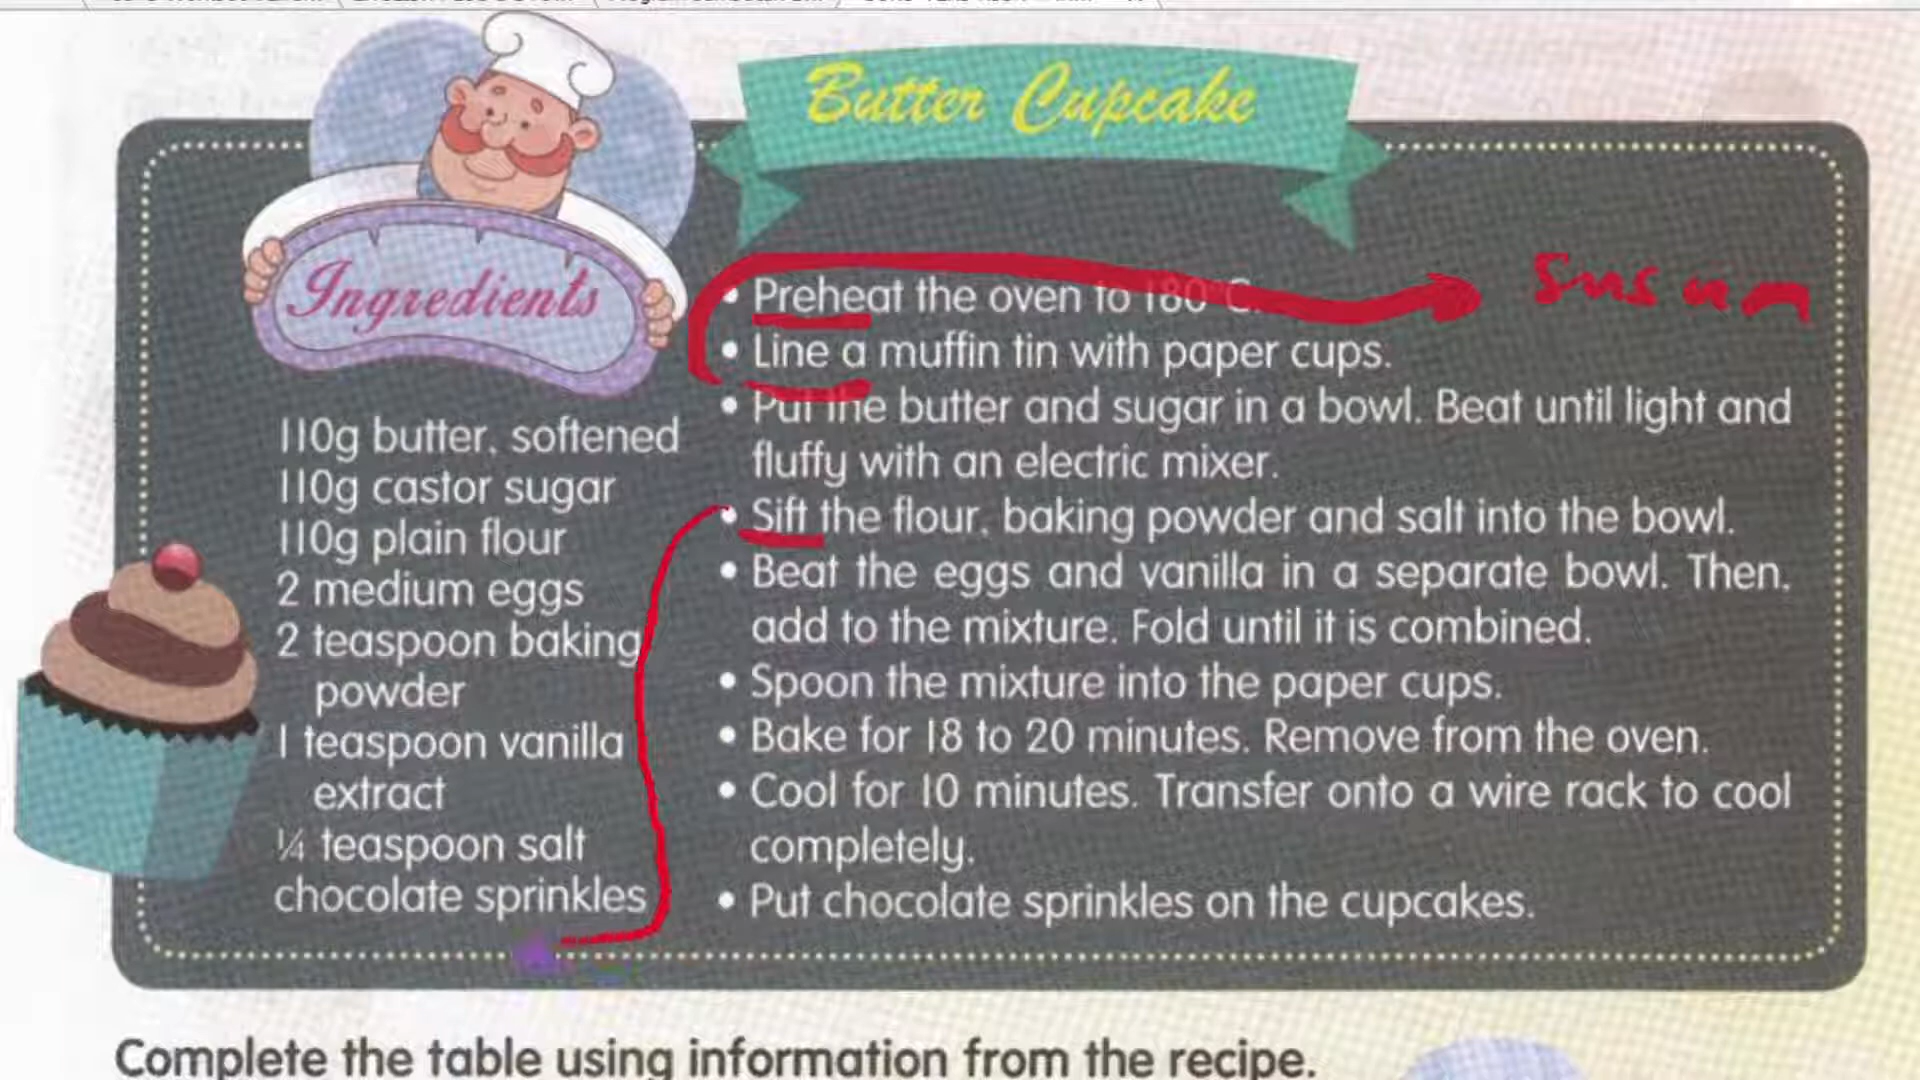 Butter Cupcake
Ingredients
110g butter, softened
110g castor sugar
110g plain flour
2 medium eggs
2 teaspoon baking
powder
1 teaspoon vanilla
extract
¼ teaspoon salt
chocolate sprinkles
• Preheat the oven to 180°C.
susun
• Line a muffin tin with paper cups.
• Put the butter and sugar in a bowl. Beat until light and
fluffy with an electric mixer.
• Sift the flour, baking powder and salt into the bowl.
• Beat the eggs and vanilla in a separate bowl. Then,
add to the mixture. Fold until it is combined.
• Spoon the mixture into the paper cups.
• Bake for 18 to 20 minutes. Remove from the oven.
• Cool for 10 minutes. Transfer onto a wire rack to cool
completely.
• Put chocolate sprinkles on the cupcakes.
Complete the table using information from the recipe.